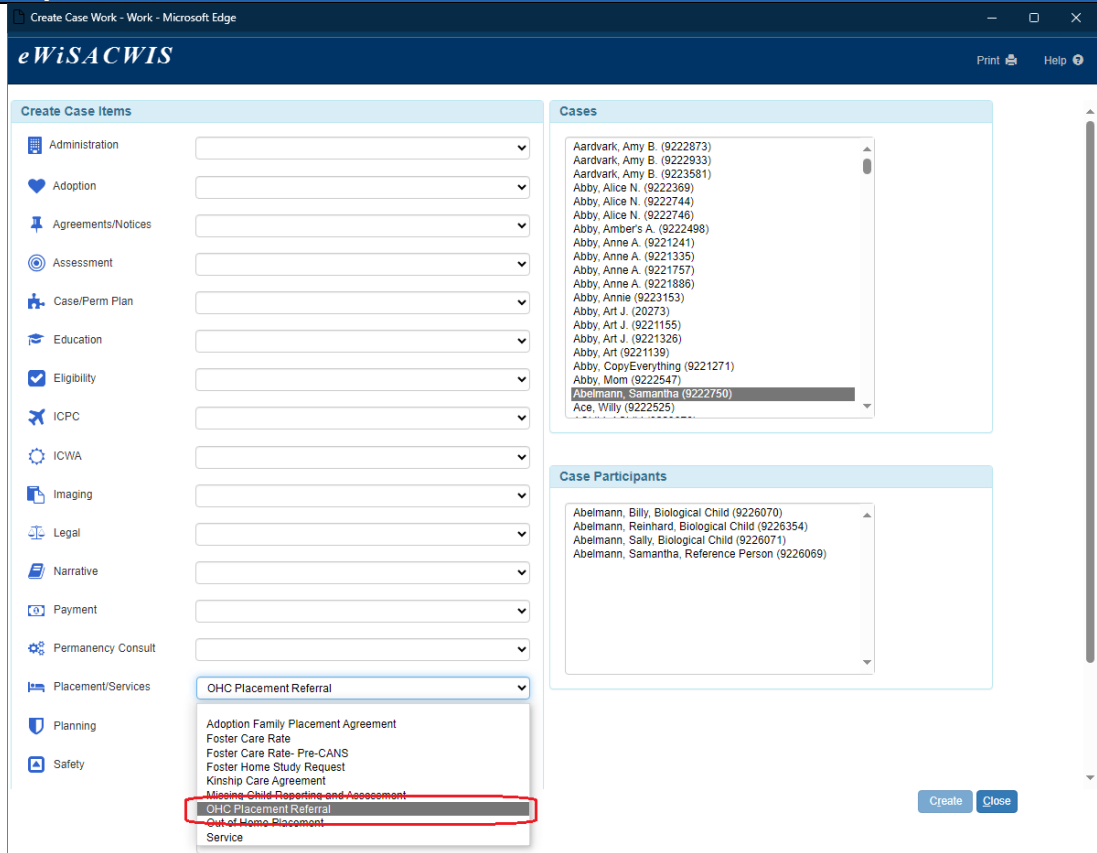 Create Case Work - Work - Microsoft Edge
eWiSACWIS
Print
Help
Create Case Items
Administration
Adoption
Agreements/Notices
Assessment
Case/Perm Plan
Education
Eligibility
ICPC
ICWA
Imaging
Legal
Narrative
Payment
Permanency Consult
Placement/Services
OHC Placement Referral
Planning
Safety
Adoption Family Placement Agreement
Foster Care Rate
Foster Care Rate- Pre-CANS
Foster Home Study Request
Kinship Care Agreement
Missing Child Reporting and Assessment
OHC Placement Referral
Out of Home Placement
Service
Cases
Aardvark, Amy B. (9222873)
Aardvark, Amy B. (9222933)
Aardvark, Amy B. (9223581)
Abby, Alice N. (9222369)
Abby, Alice N. (9222744)
Abby, Alice N. (9222746)
Abby, Amber's A. (9222498)
Abby, Anne A. (9221241)
Abby, Anne A. (9221335)
Abby, Anne A. (9221757)
Abby, Anne A. (9221886)
Abby, Annie (9223153)
Abby, Art J. (20273)
Abby, Art J. (9221155)
Abby, Art J. (9221326)
Abby, Art (9221139)
Abby, CopyEverything (9221271)
Abby, Mom (9222547)
Abelmann, Samantha (9222750)
Ace, Willy (9222525)
Case Participants
Abelmann, Billy, Biological Child (9226070)
Abelmann, Reinhard, Biological Child (9226354)
Abelmann, Sally, Biological Child (9226071)
Abelmann, Samantha, Reference Person (9226069)
Create
Close